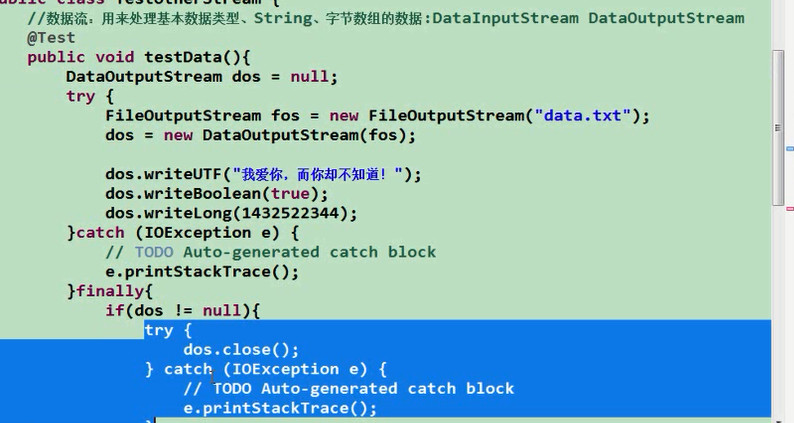 public class TestOtherStream {
//数据流：用来处理基本数据类型、String、字节数组的数据:DataInputStream DataOutputStream
@Test
public void testData(){
DataOutputStream dos = null;
try {
FileOutputStream fos = new FileOutputStream("data.txt");
dos = new DataOutputStream(fos);
dos.writeUTF("我爱你，而你却不知道！");
dos.writeBoolean(true);
dos.writeLong(1432522344);
}catch (IOException e) {
// TODO Auto-generated catch block
e.printStackTrace();
}finally{
if(dos != null){
try {
dos.close();
} catch (IOException e) {
// TODO Auto-generated catch block
e.printStackTrace();
}